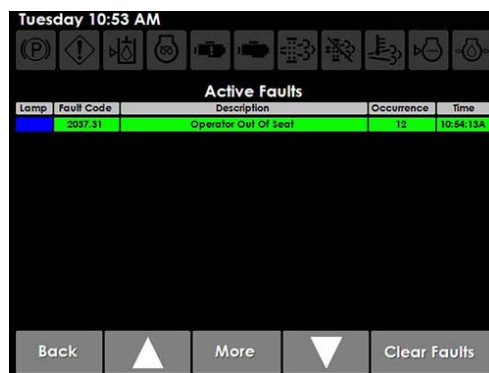 Tuesday 10:53 AM
(P)
Active Faults
Lamp Fault Code Description Occurrence Time
2037.31 Operator Out Of Seat 12 10:54:13A
Back More Clear Faults